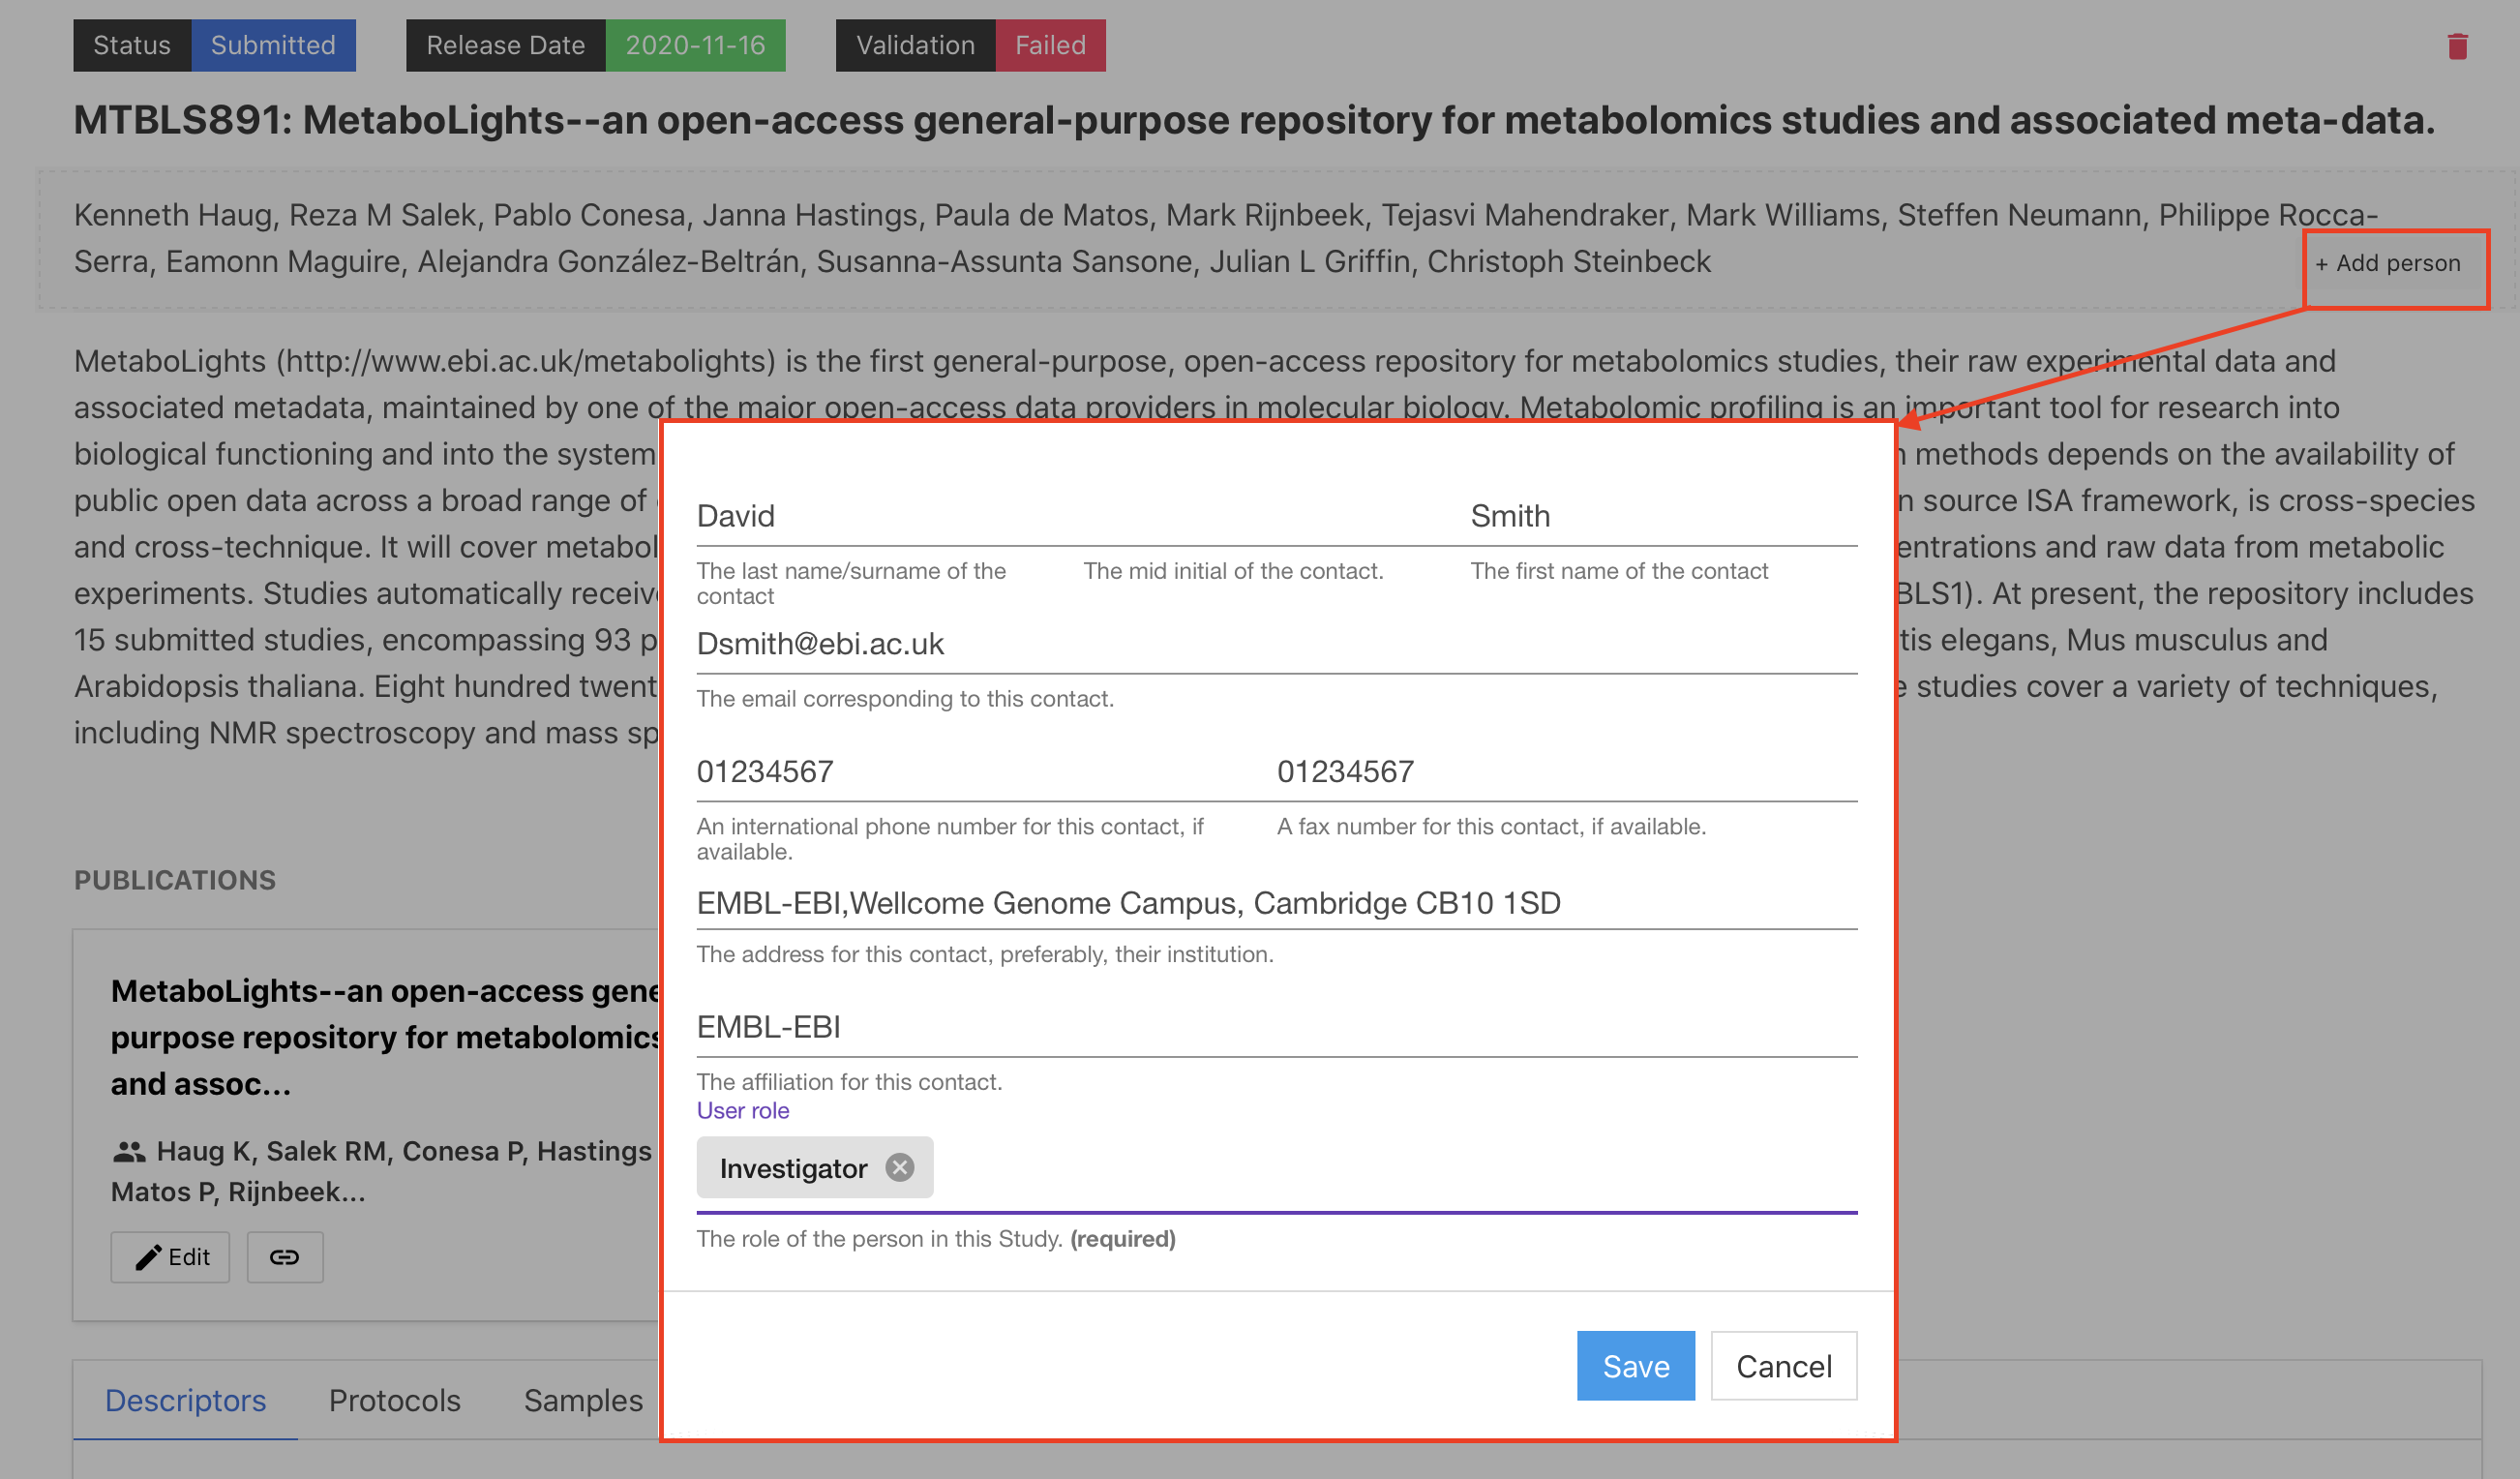 Status Submitted Release Date 2020-11-16 Validation Failed
MTBLS891: MetaboLights--an open-access general-purpose repository for metabolomics studies and associated meta-data.
Kenneth Haug, Reza M Salek, Pablo Conesa, Janna Hastings, Paula de Matos, Mark Rijnbeek, Tejasvi Mahendraker, Mark Williams, Steffen Neumann, Philippe Rocca-
Serra, Eamonn Maguire, Alejandra González-Beltrán, Susanna-Assunta Sansone, Julian L Griffin, Christoph Steinbeck
+ Add person
MetaboLights (http://www.ebi.ac.uk/metabolights) is the first general-purpose, open-access repository for metabolomics studies, their raw experimental data and
associated metadata, maintained by one of the major open-access data providers in molecular biology. Metabolomic profiling is an important tool for research into
biological functioning and into the system methods depends on the availability of
public open data across a broad range of source ISA framework, is cross-species
and cross-technique. It will cover metabol entrations and raw data from metabolic
experiments. Studies automatically receiv BLS1). At present, the repository includes
15 submitted studies, encompassing 93 p tis elegans, Mus musculus and
Arabidopsis thaliana. Eight hundred twent studies cover a variety of techniques,
including NMR spectroscopy and mass sp
David Smith
The last name/surname of the contact
The mid initial of the contact.
The first name of the contact
Dsmith@ebi.ac.uk
The email corresponding to this contact.
01234567 01234567
An international phone number for this contact, if available.
A fax number for this contact, if available.
EMBL-EBI,Wellcome Genome Campus, Cambridge CB10 1SD
The address for this contact, preferably, their institution.
EMBL-EBI
The affiliation for this contact.
User role
Investigator
The role of the person in this Study. (required)
Save Cancel
PUBLICATIONS
MetaboLights--an open-access gene
purpose repository for metabolomics
and assoc...
Haug K, Salek RM, Conesa P, Hastings
Matos P, Rijnbeek...
Edit
Descriptors Protocols Samples